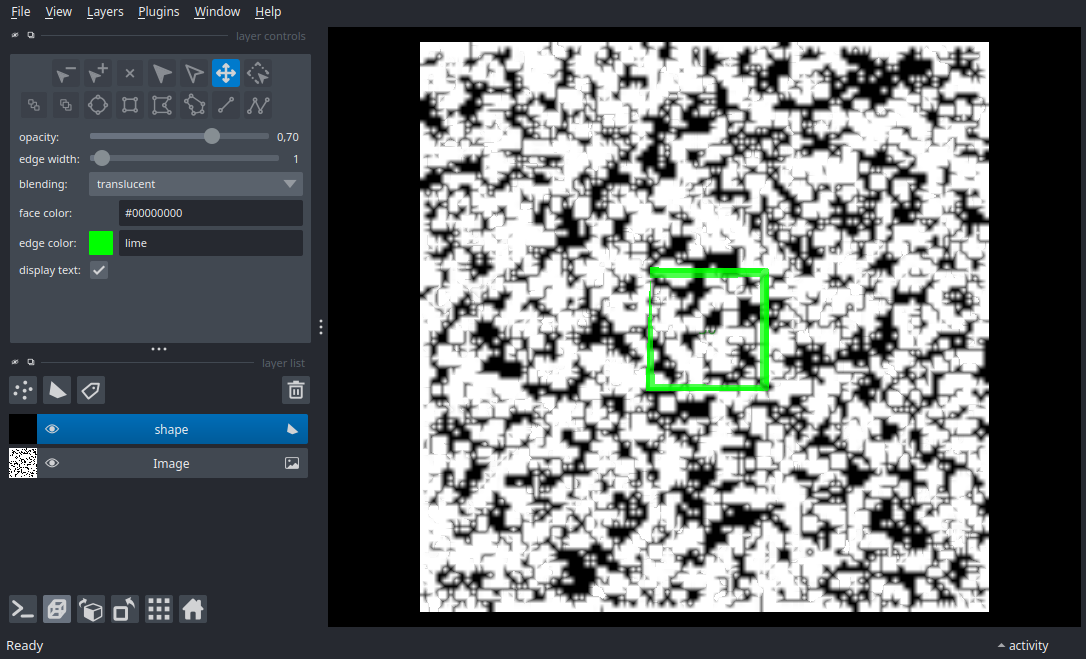 File View Layers Plugins Window Help
layer controls
opacity: 0,70
edge width: 1
blending: translucent
face color: #00000000
edge color: lime
display text:
layer list
shape
Image
Ready
activity